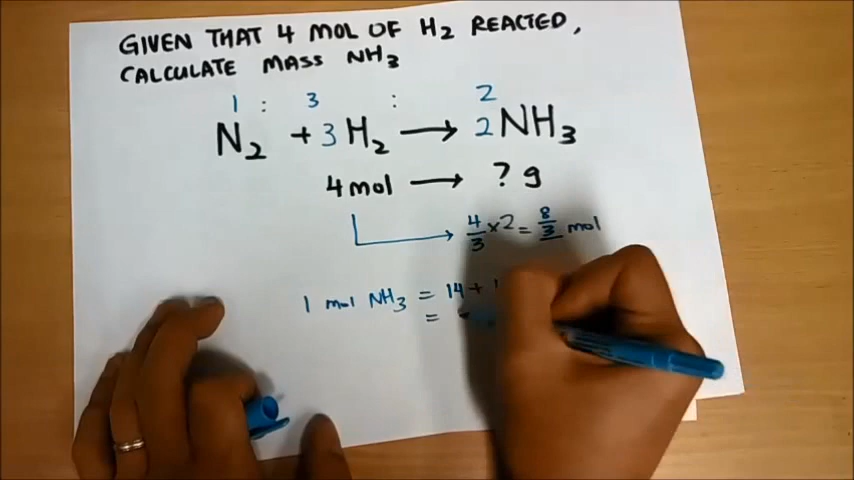 GIVEN THAT 4 MOL OF H2 REACTED,
CALCULATE MASS NH3
1 : 3 : 2
N2 + 3H2 → 2NH3
4mol → ? g
4/3 x 2 = 8/3 mol
1 mol NH3 = 14 +
=